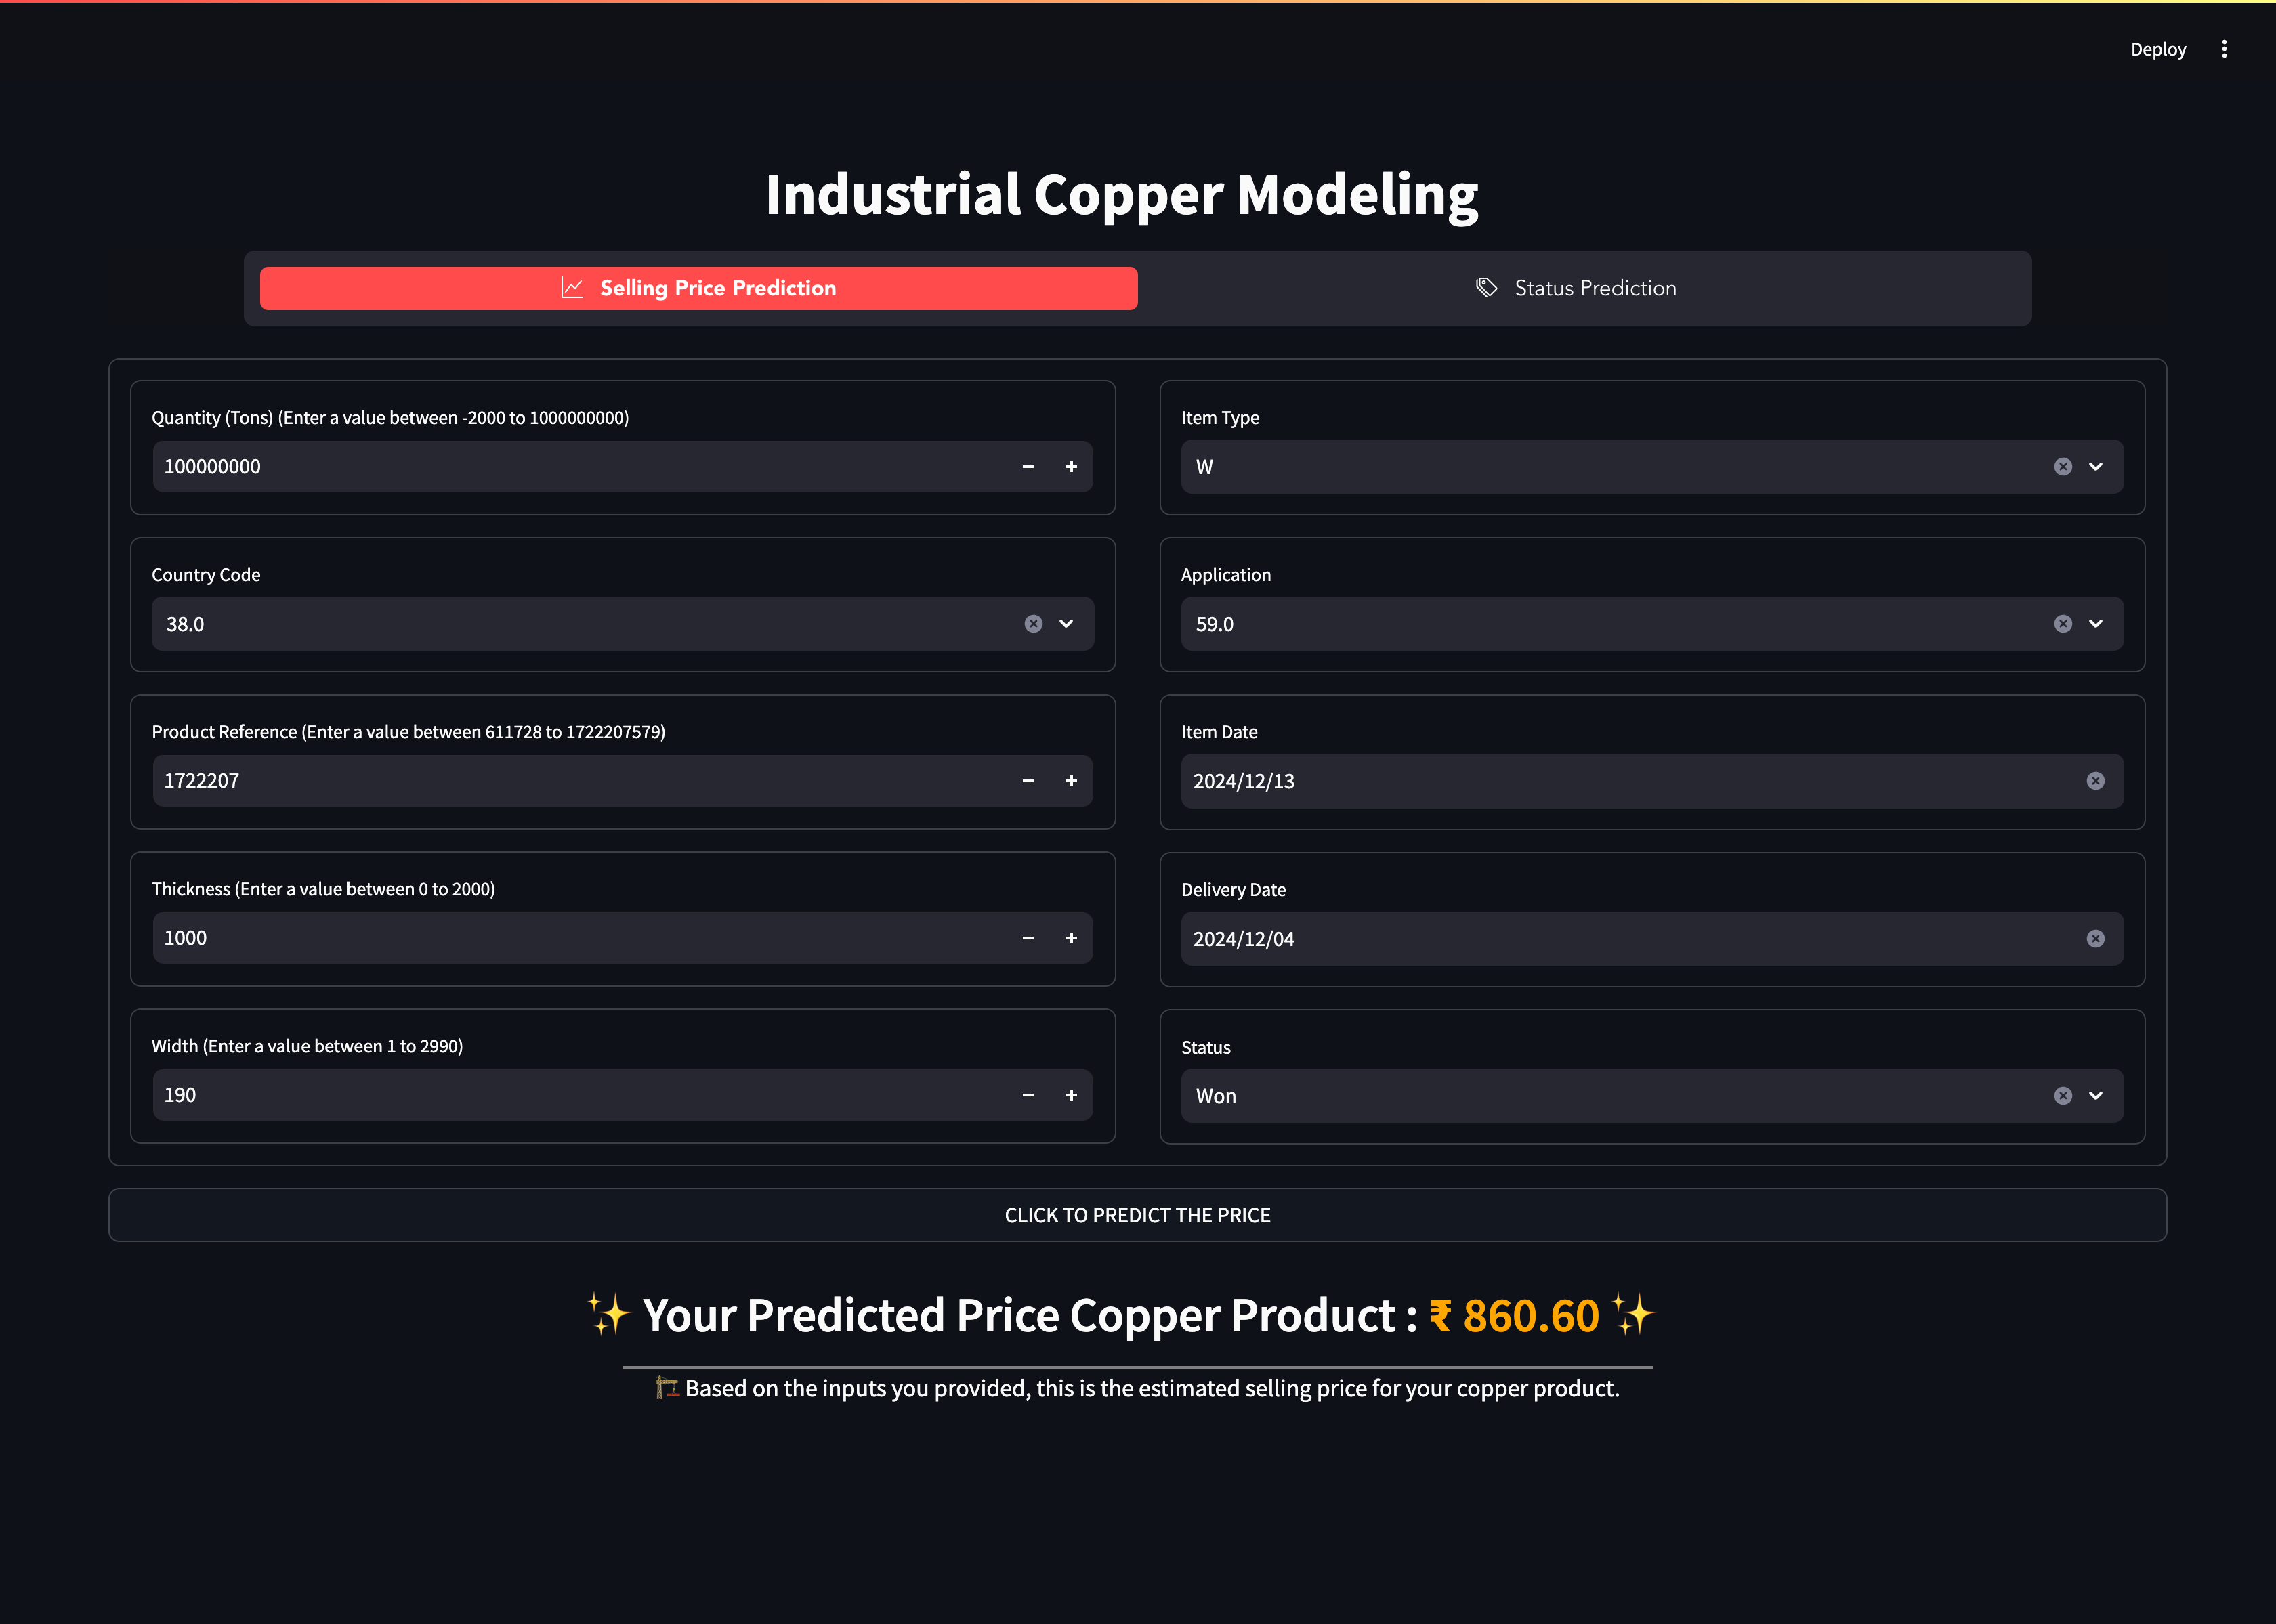 Deploy
Industrial Copper Modeling
Selling Price Prediction
Status Prediction
Quantity (Tons) (Enter a value between -2000 to 1000000000)
100000000
Item Type
W
Country Code
38.0
Application
59.0
Product Reference (Enter a value between 611728 to 1722207579)
1722207
Item Date
2024/12/13
Thickness (Enter a value between 0 to 2000)
1000
Delivery Date
2024/12/04
Width (Enter a value between 1 to 2990)
190
Status
Won
CLICK TO PREDICT THE PRICE
✨ Your Predicted Price Copper Product : ₹ 860.60 ✨
🏗️ Based on the inputs you provided, this is the estimated selling price for your copper product.